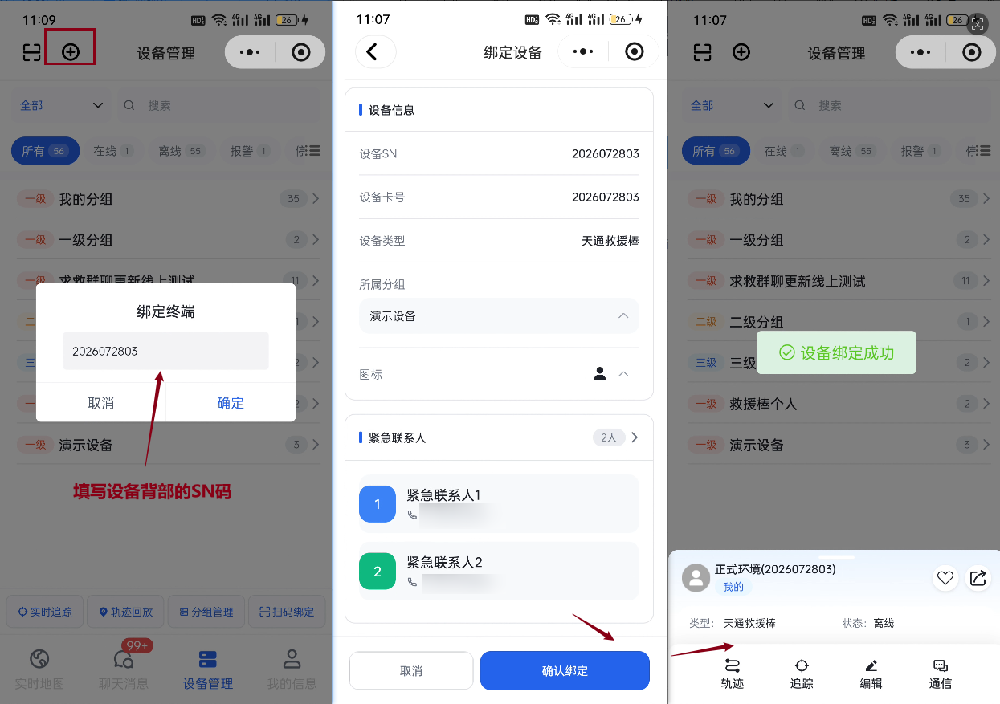 11:09
HD 4G 4G 26
设备管理
全部
搜索
所有 56
在线 1
离线 55
报警 1
停
一级 我的分组 35
一级 一级分组 2
一级 求救群聊更新线上测试 11
二 1
三 2
一 2
绑定终端
2026072803
取消
确定
一级 演示设备 3
填写设备背部的SN码
实时追踪
轨迹回放
分组管理
扫码绑定
99+
实时地图
聊天消息
设备管理
我的信息
11:07
HD 4G 4G 26
绑定设备
设备信息
设备SN 2026072803
设备卡号 2026072803
设备类型 天通救援棒
所属分组
演示设备
图标
紧急联系人 2人
1 紧急联系人1
2 紧急联系人2
取消
确认绑定
11:07
HD 4G 4G 26
设备管理
全部
搜索
所有 56
在线 1
离线 55
报警 1
停
一级 我的分组 35
一级 一级分组 2
一级 求救群聊更新线上测试 11
二级 二级分组 1
设备绑定成功
三级 三级 2
一级 救援棒个人 2
一级 演示设备 3
正式环境(2026072803)
我的
类型： 天通救援棒
状态： 离线
轨迹
追踪
编辑
通信